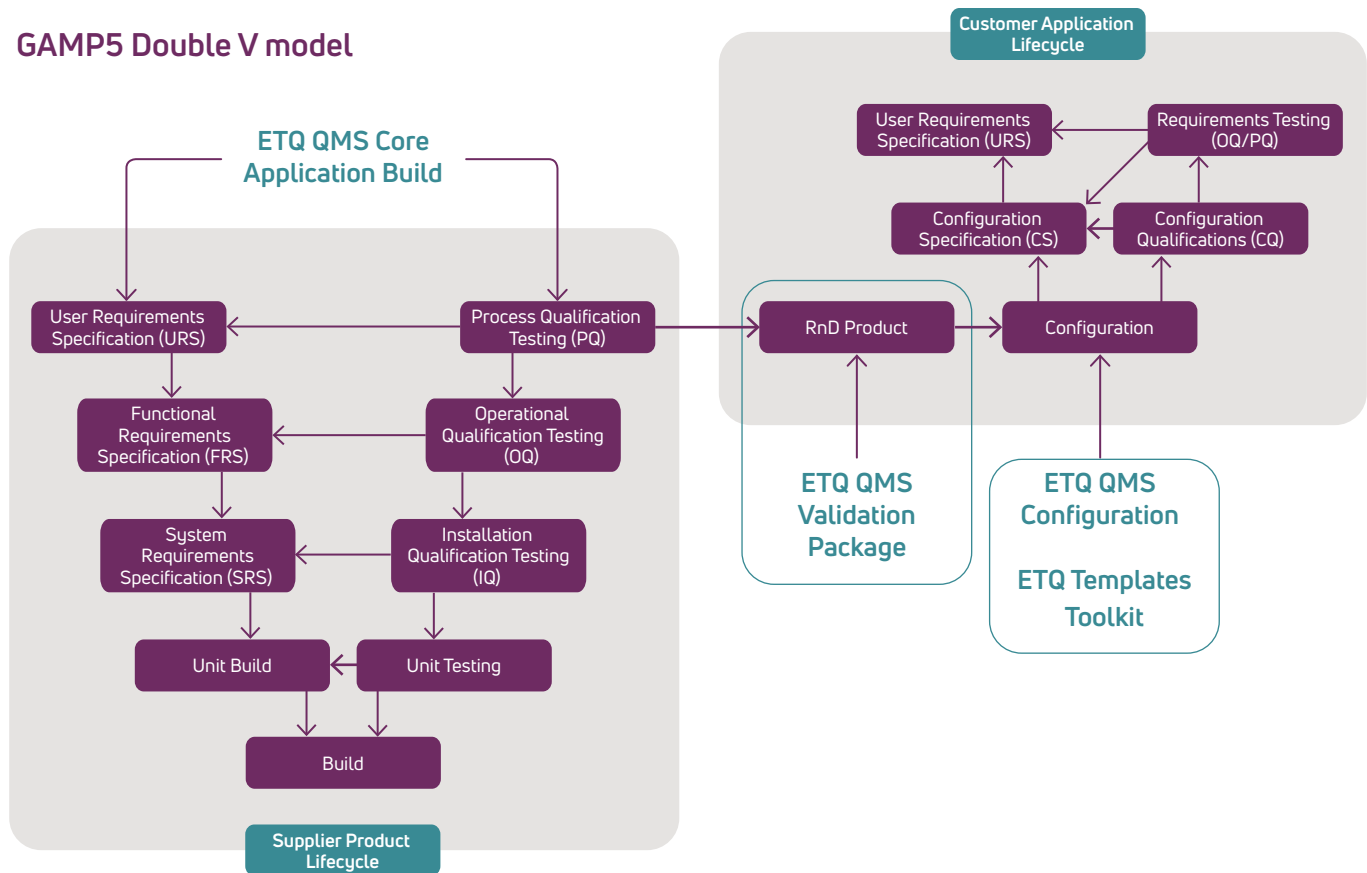 GAMP5 Double V model
ETQ QMS Core
Application Build
User Requirements
Specification (URS)
Process Qualification
Testing (PQ)
Functional
Requirements
Specification (FRS)
Operational
Qualification Testing
(OQ)
System
Requirements
Specification (SRS)
Installation
Qualification Testing
(IQ)
Unit Build
Unit Testing
Build
Supplier Product
Lifecycle
Customer Application
Lifecycle
User Requirements
Specification (URS)
Requirements Testing
(OQ/PQ)
Configuration
Specification (CS)
Configuration
Qualifications (CQ)
RnD Product
Configuration
ETQ QMS
Validation
Package
ETQ QMS
Configuration
ETQ Templates
Toolkit